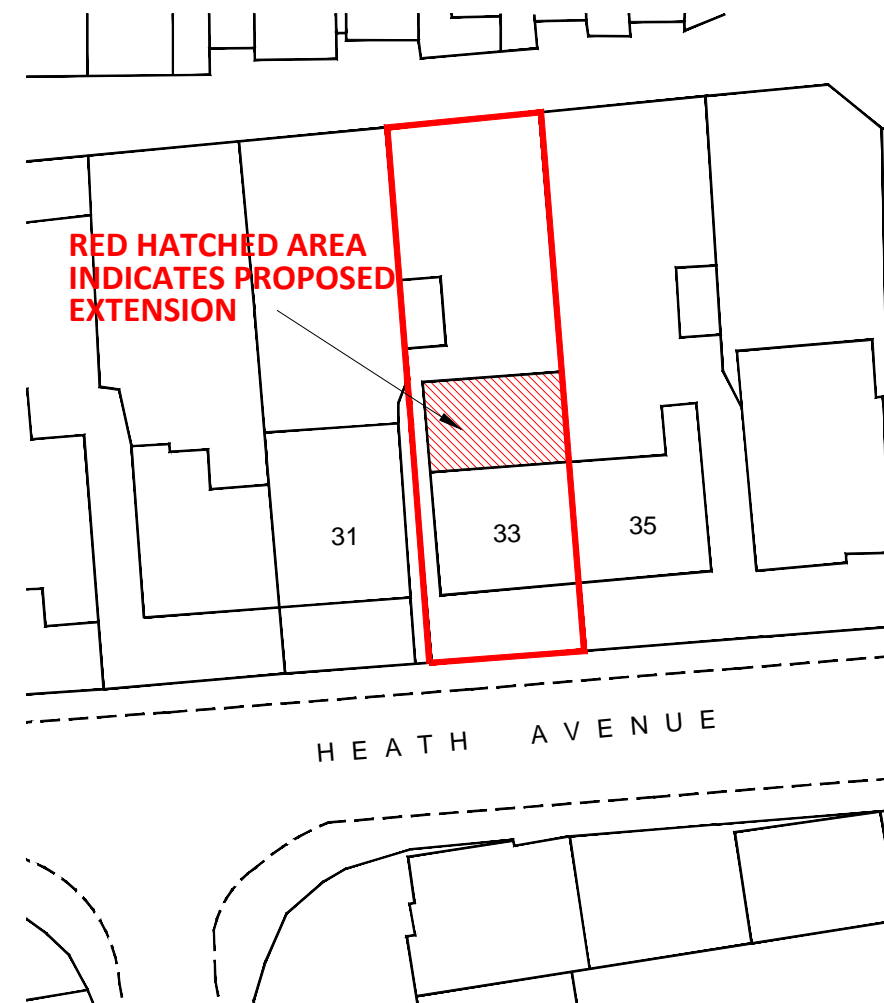 RED HATCHED AREA
INDICATES PROPOSED
EXTENSION
31
33
35
HEATH AVENUE